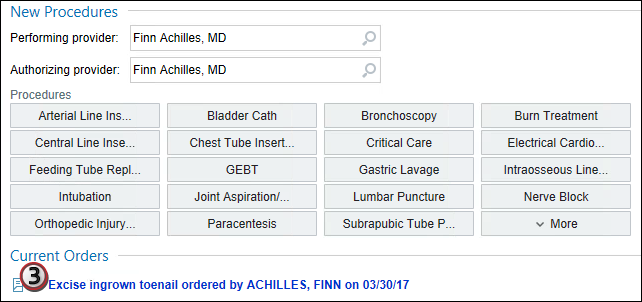 New Procedures
Performing provider: Finn Achilles, MD
Authorizing provider: Finn Achilles, MD
Procedures
Arterial Line Ins... Bladder Cath Bronchoscopy Burn Treatment
Central Line Inse... Chest Tube Insert... Critical Care Electrical Cardio...
Feeding Tube Repl... GEBT Gastric Lavage Intraosseous Line...
Intubation Joint Aspiration/... Lumbar Puncture Nerve Block
Orthopedic Injury... Paracentesis Subrapubic Tube P... More
Current Orders
3 Excise ingrown toenail ordered by ACHILLES, FINN on 03/30/17